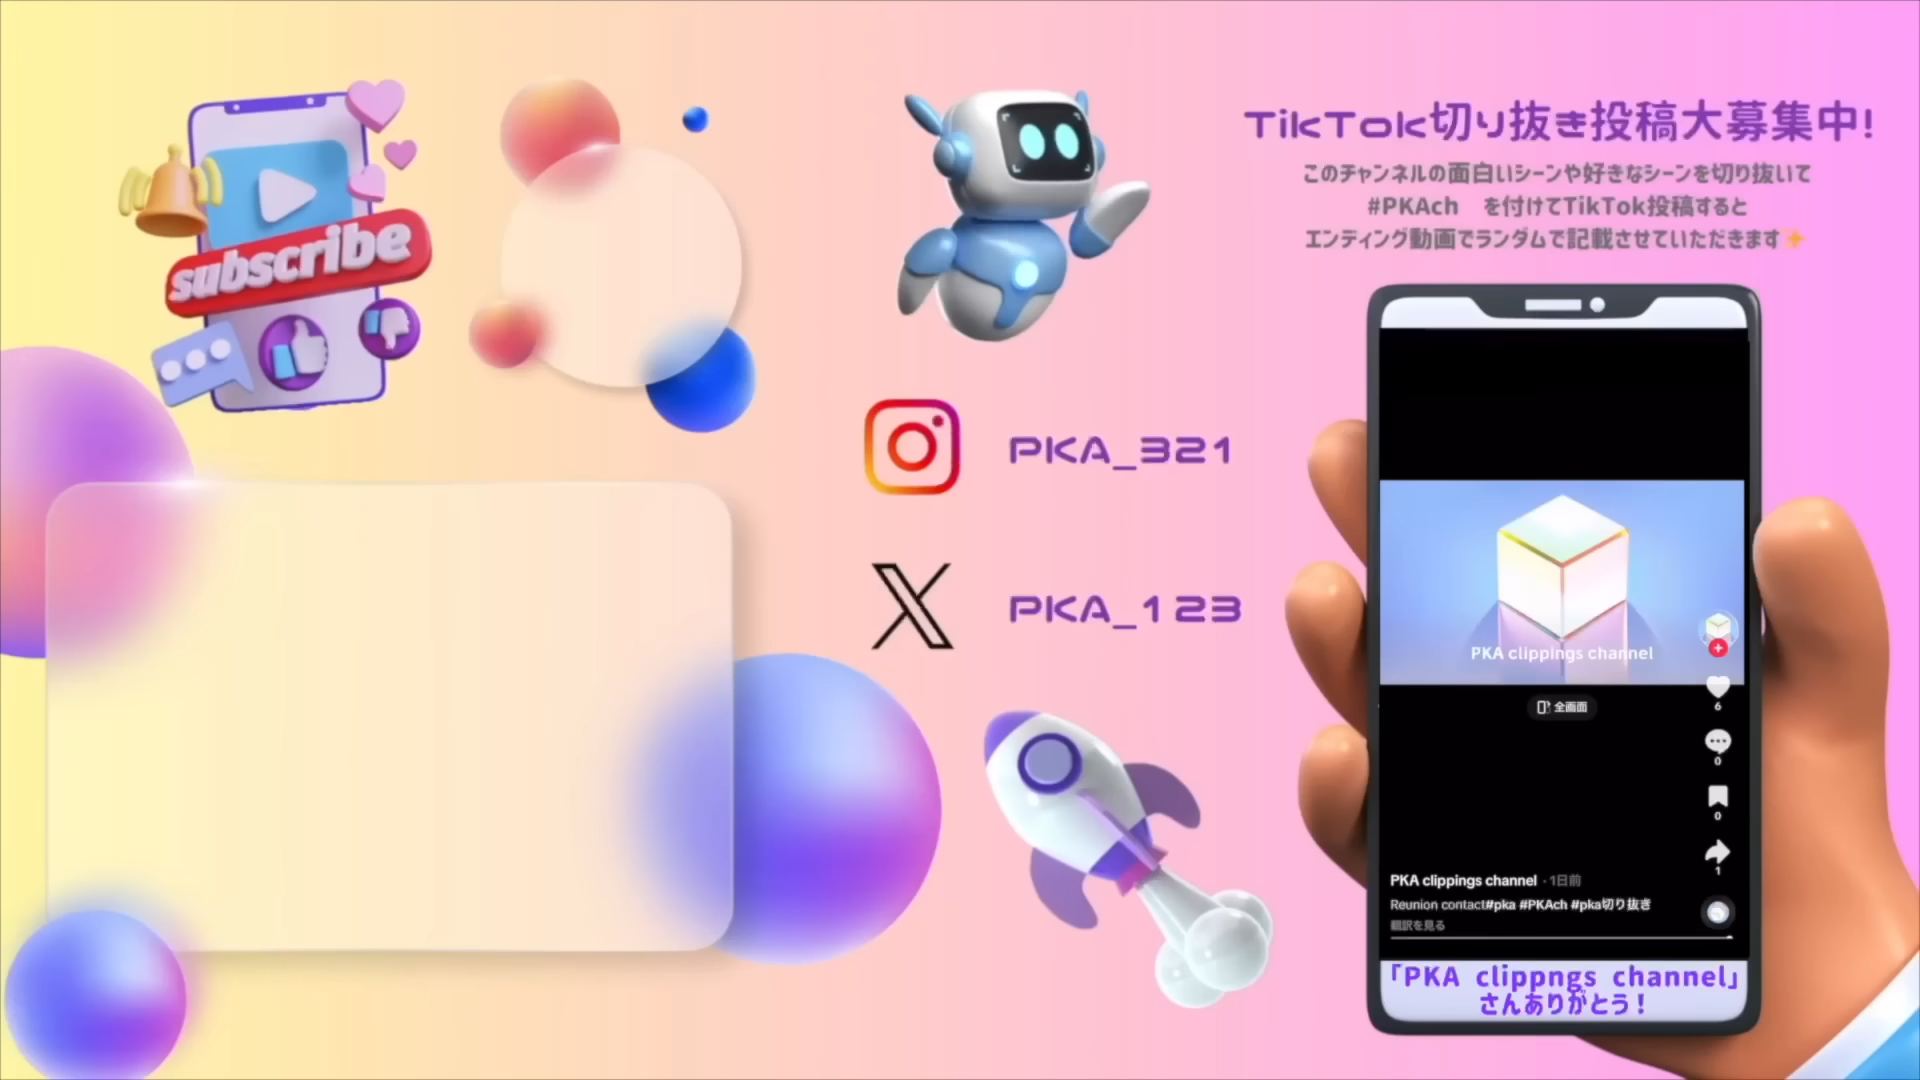 subscribe
TikTok切り抜き投稿大募集中!
このチャンネルの面白いシーンや好きなシーンを切り抜いて
#PKAch を付けてTikTok投稿すると
エンディング動画でランダムで記載させていただきます✨
PKA_321
PKA_123
PKA clippings channel
全画面
6
0
0
1
PKA clippings channel · 1日前
Reunion contact#pka #PKAch #pka切り抜き
翻訳を見る
「PKA clippngs channel」
さんありがとう！